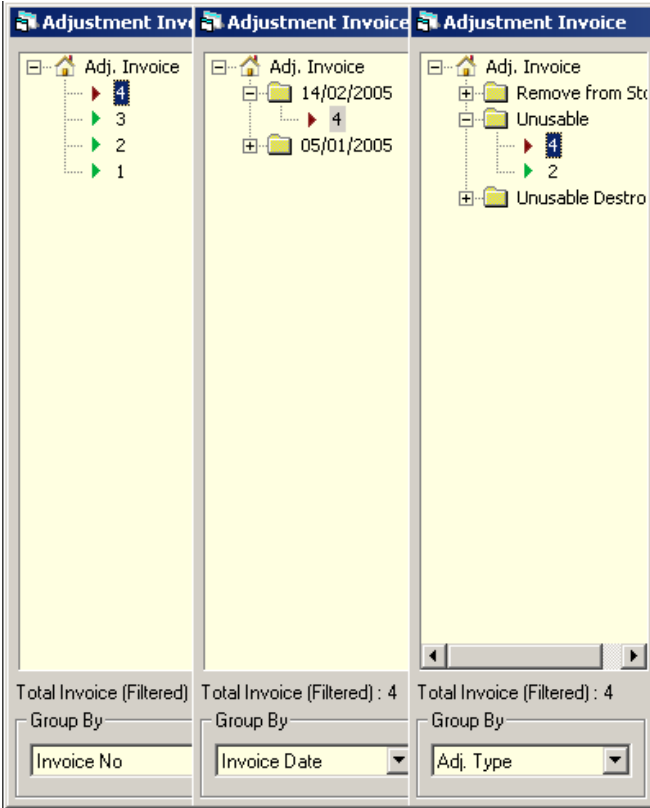 Adjustment Inv
Adj. Invoice
4
3
2
1
Total Invoice (Filtered)
Group By
Invoice No
Adjustment Invoice
Adj. Invoice
14/02/2005
4
05/01/2005
Total Invoice (Filtered) : 4
Group By
Invoice Date
Adjustment Invoice
Adj. Invoice
Remove from Sto
Unusable
4
2
Unusable Destro
Total Invoice (Filtered) : 4
Group By
Adj. Type